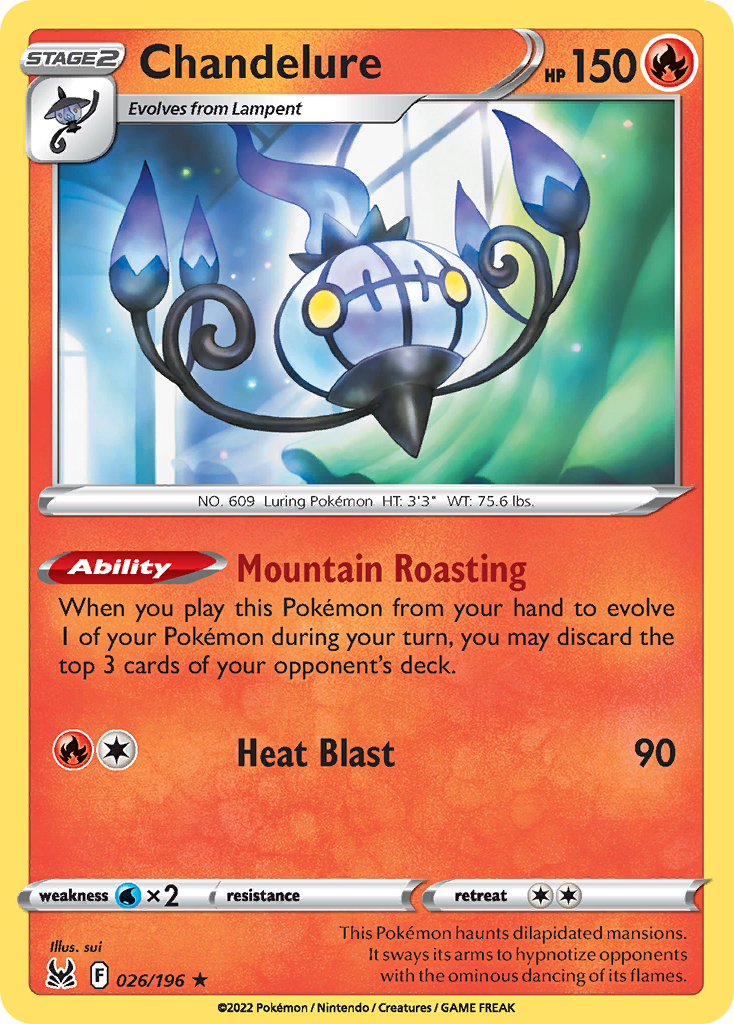 STAGE2
Chandelure
HP 150
Evolves from Lampent
NO. 609 Luring Pokémon HT: 3'3" WT: 75.6 lbs.
Ability Mountain Roasting
When you play this Pokémon from your hand to evolve
1 of your Pokémon during your turn, you may discard the
top 3 cards of your opponent's deck.
Heat Blast 90
weakness ×2 resistance retreat
This Pokémon haunts dilapidated mansions.
It sways its arms to hypnotize opponents
with the ominous dancing of its flames.
Illus. sui
F 026/196 ★
©2022 Pokémon / Nintendo / Creatures / GAME FREAK